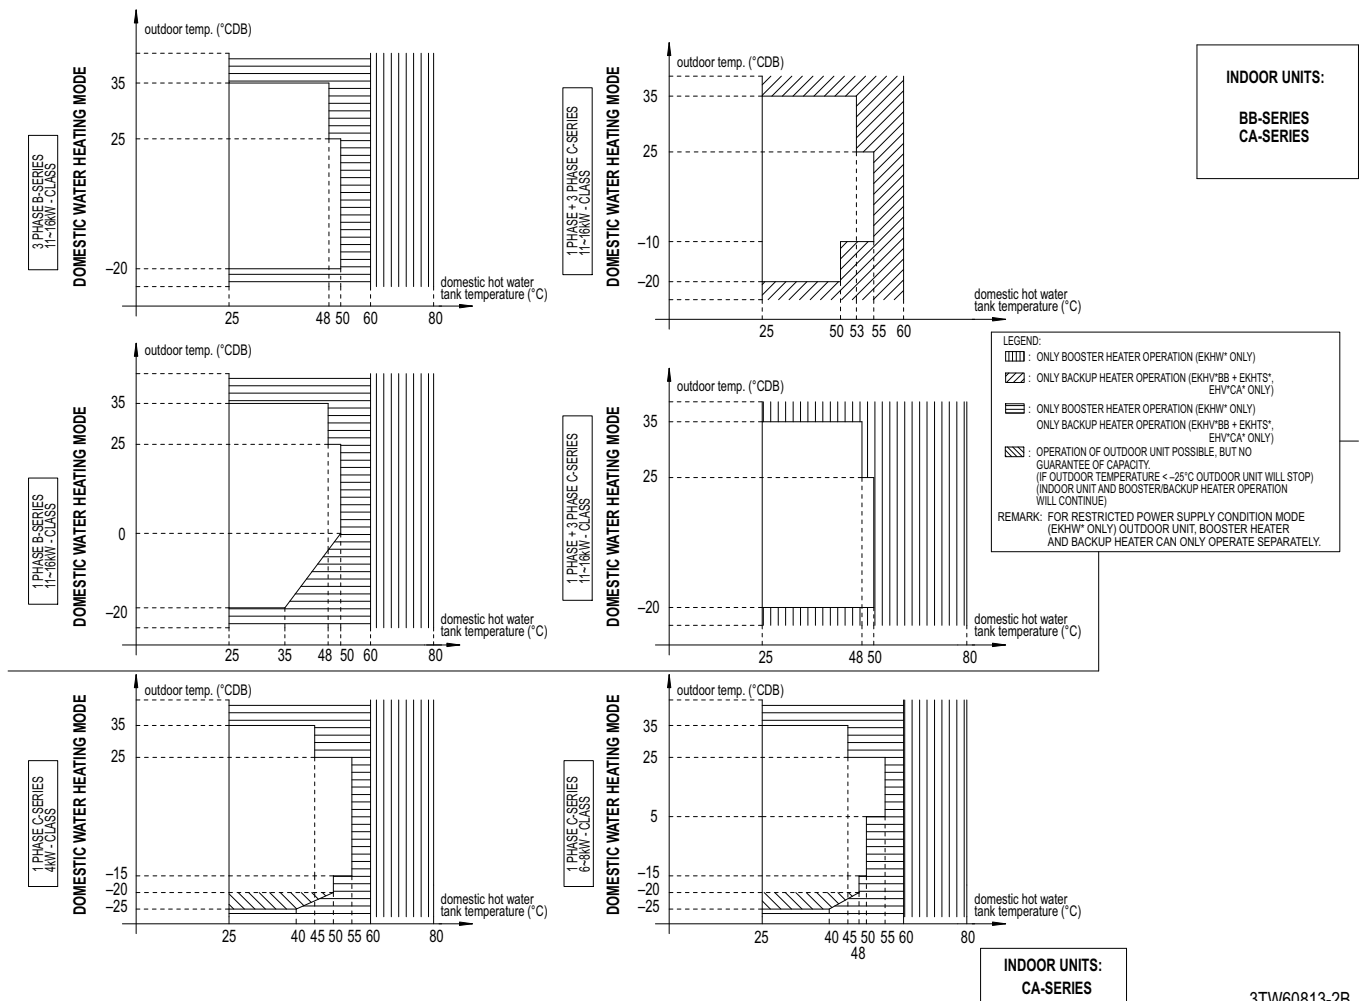 outdoor temp. (°CDB)
3 PHASE B-SERIES
11~16kW - CLASS
DOMESTIC WATER HEATING MODE
35
25
–20
domestic hot water
tank temperature (°C)
25 48 50 60 80
outdoor temp. (°CDB)
1 PHASE + 3 PHASE C-SERIES
11~16kW - CLASS
DOMESTIC WATER HEATING MODE
35
25
–10
–20
domestic hot water
tank temperature (°C)
25 50 53 55 60
INDOOR UNITS:
BB-SERIES
CA-SERIES
outdoor temp. (°CDB)
1 PHASE B-SERIES
11~16kW - CLASS
DOMESTIC WATER HEATING MODE
35
25
0
–20
domestic hot water
tank temperature (°C)
25 35 48 50 60 80
outdoor temp. (°CDB)
1 PHASE + 3 PHASE C-SERIES
11~16kW - CLASS
DOMESTIC WATER HEATING MODE
35
25
–20
domestic hot water
tank temperature (°C)
25 48 50 80
LEGEND:
: ONLY BOOSTER HEATER OPERATION (EKHW* ONLY)
: ONLY BACKUP HEATER OPERATION (EKHV*BB + EKHTS*,
EHV*CA* ONLY)
: ONLY BOOSTER HEATER OPERATION (EKHW* ONLY)
ONLY BACKUP HEATER OPERATION (EKHV*BB + EKHTS*,
EHV*CA* ONLY)
: OPERATION OF OUTDOOR UNIT POSSIBLE, BUT NO
GUARANTEE OF CAPACITY.
(IF OUTDOOR TEMPERATURE < –25°C OUTDOOR UNIT WILL STOP)
(INDOOR UNIT AND BOOSTER/BACKUP HEATER OPERATION
WILL CONTINUE)
REMARK: FOR RESTRICTED POWER SUPPLY CONDITION MODE
(EKHW* ONLY) OUTDOOR UNIT, BOOSTER HEATER
AND BACKUP HEATER CAN ONLY OPERATE SEPARATELY.
outdoor temp. (°CDB)
1 PHASE C-SERIES
4kW - CLASS
DOMESTIC WATER HEATING MODE
35
25
–15
–20
–25
domestic hot water
tank temperature (°C)
25 40 45 50 55 60 80
outdoor temp. (°CDB)
1 PHASE C-SERIES
6~8kW - CLASS
DOMESTIC WATER HEATING MODE
35
25
5
–15
–20
–25
domestic hot water
tank temperature (°C)
25 40 45 50 55 60 80
48
INDOOR UNITS:
CA-SERIES
3TW60813-2B